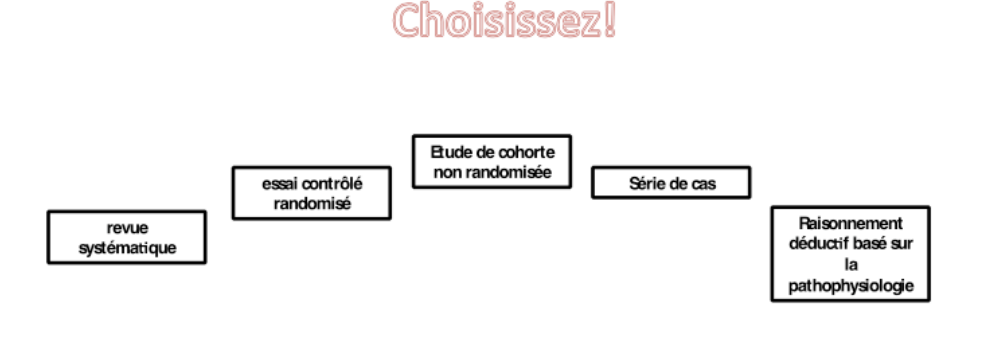 Choisissez!
revue
systématique
essai contrôlé
randomisé
Etude de cohorte
non randomisée
Série de cas
Raisonnement
déductif basé sur
la
pathophysiologie